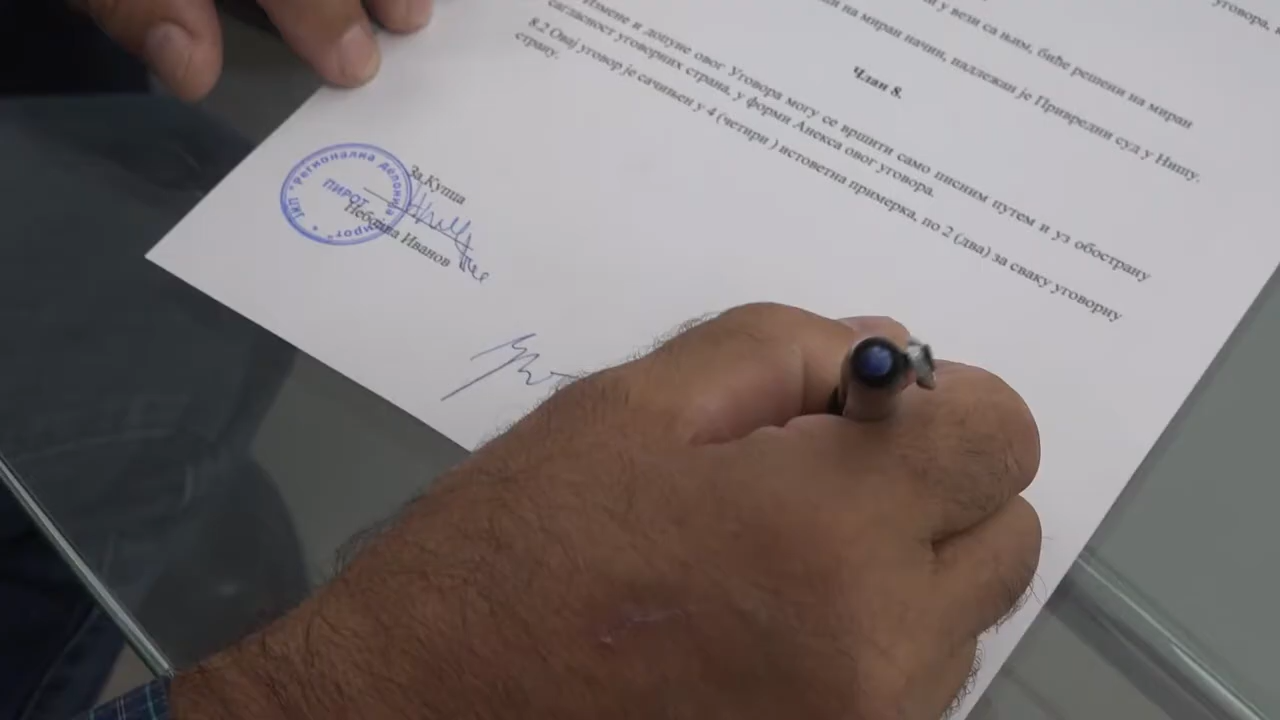 уговора,
у вези са њим, биће решени на миран
на миран начин, надлежан је Привредни суд у Нишу.
Члан 8.
Измене и допуне овог Уговора могу се вршити само писним путем и уз обострану
сагласност уговорних страна, у форми Анекса овог уговора.
8.2 Овај уговор је сачињен у 4 (четири ) истоветна примерка, по 2 (два) за сваку уговорну
страну.
За Купца
Небојша Иванов
ЈКП "Регионална депонија Пирот"
ПИРОТ